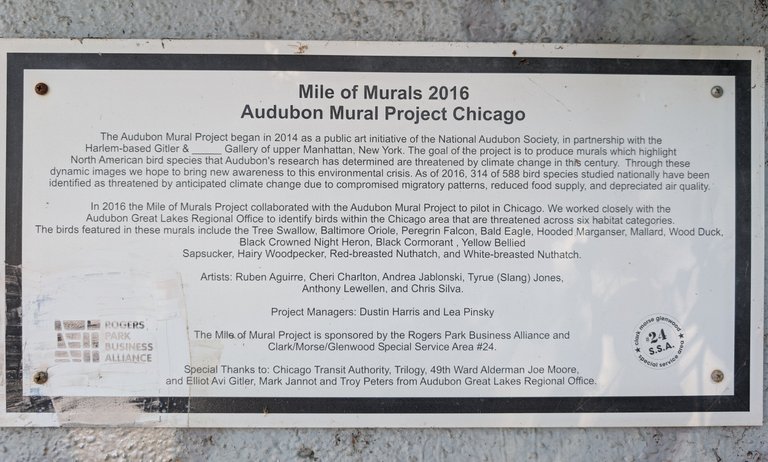 Mile of Murals 2016
Audubon Mural Project Chicago
The Audubon Mural Project began in 2014 as a public art initiative of the National Audubon Society, in partnership with the
Harlem-based Gitler & _____ Gallery of upper Manhattan, New York. The goal of the project is to produce murals which highlight
North American bird species that Audubon's research has determined are threatened by climate change in this century. Through these
dynamic images we hope to bring new awareness to this environmental crisis. As of 2016, 314 of 588 bird species studied nationally have been
identified as threatened by anticipated climate change due to compromised migratory patterns, reduced food supply, and depreciated air quality.
In 2016 the Mile of Murals Project collaborated with the Audubon Mural Project to pilot in Chicago. We worked closely with the
Audubon Great Lakes Regional Office to identify birds within the Chicago area that are threatened across six habitat categories.
The birds featured in these murals include the Tree Swallow, Baltimore Oriole, Peregrin Falcon, Bald Eagle, Hooded Marganser, Mallard, Wood Duck,
Black Crowned Night Heron, Black Cormorant , Yellow Bellied
Sapsucker, Hairy Woodpecker, Red-breasted Nuthatch, and White-breasted Nuthatch.
Artists: Ruben Aguirre, Cheri Charlton, Andrea Jablonski, Tyrue (Slang) Jones,
Anthony Lewellen, and Chris Silva.
Project Managers: Dustin Harris and Lea Pinsky
The Mile of Mural Project is sponsored by the Rogers Park Business Alliance and
Clark/Morse/Glenwood Special Service Area #24.
Special Thanks to: Chicago Transit Authority, Trilogy, 49th Ward Alderman Joe Moore,
and Elliot Avi Gitler, Mark Jannot and Troy Peters from Audubon Great Lakes Regional Office.
ROGERS
PARK
BUSINESS
ALLIANCE
clark morse glenwood
#24
S.S.A.
special service area